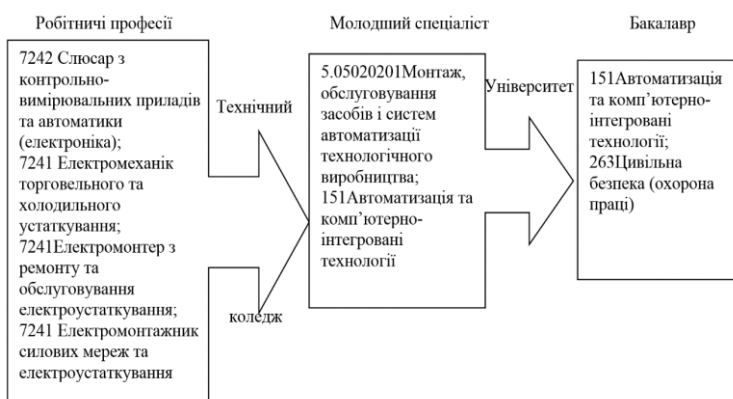 Робітничі професії
7242 Слюсар з
контрольно-
вимірювальних приладів
та автоматики
(електроніка);
7241 Електромеханік
торговельного та
холодильного
устаткування;
7241Електромонтер з
ремонту та
обслуговування
електроустаткування;
7241 Електромонтажник
силових мереж та
електроустаткування
Технічний
коледж
Молодший спеціаліст
5.05020201Монтаж,
обслуговування
засобів і систем
автоматизації
технологічного
виробництва;
151Автоматизація та
комп’ютерно-
інтегровані
технології
Університет
Бакалавр
151Автоматизація
та комп’ютерно-
інтегровані
технології;
263Цивільна
безпека (охорона
праці)